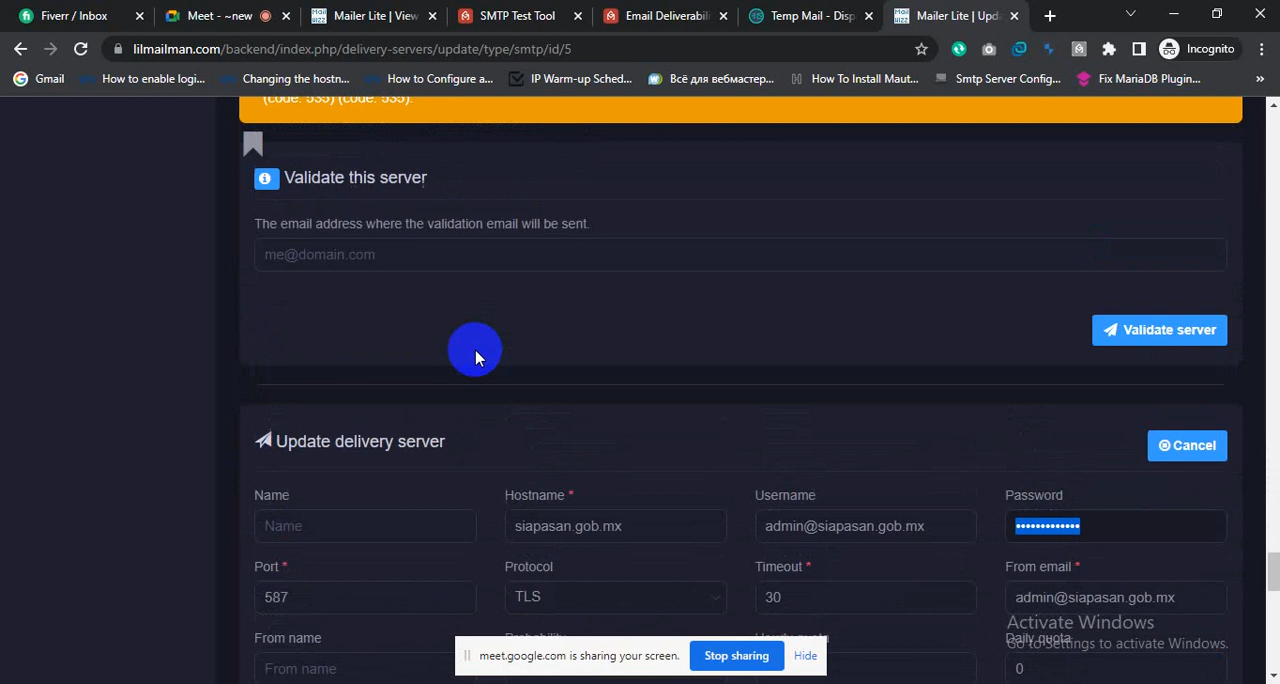 Fiverr / Inbox
Meet - ~new
Mailer Lite | View
SMTP Test Tool
Email Deliverabili
Temp Mail - Disp
Mailer Lite | Upda
lilmailman.com/backend/index.php/delivery-servers/update/type/smtp/id/5
Incognito
Gmail
How to enable logi...
Changing the hostn...
How to Configure a...
IP Warm-up Sched...
Всё для вебмастер...
How To Install Maut...
Smtp Server Config...
Fix MariaDB Plugin...
»
(code: 535) (code: 535).
Validate this server
The email address where the validation email will be sent.
me@domain.com
Validate server
Update delivery server
Cancel
Name
Hostname *
Username
Password
Name
siapasan.gob.mx
admin@siapasan.gob.mx
•••••••••••••
Port *
Protocol
Timeout *
From email *
587
TLS
30
admin@siapasan.gob.mx
Activate Windows
Go to Settings to activate Windows.
From name
Probability
Hourly quota
Daily quota
From name
0
meet.google.com is sharing your screen.
Stop sharing
Hide